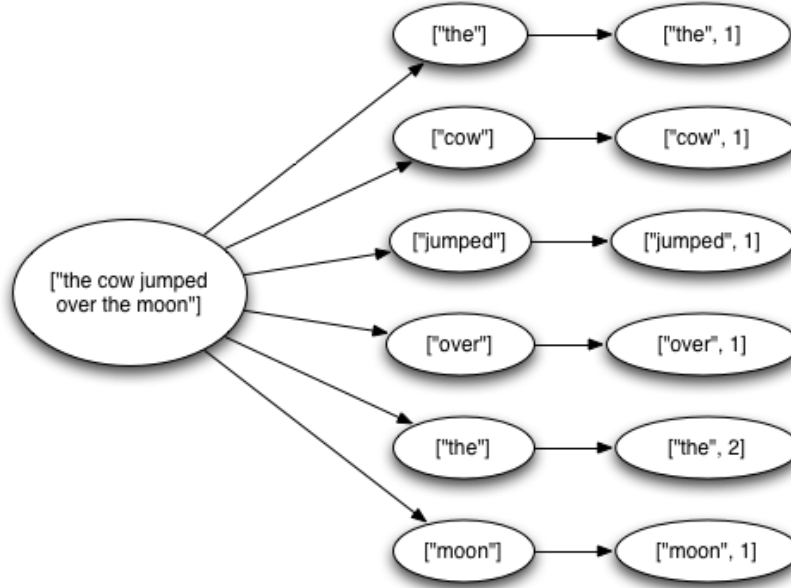 ["the"]
["the", 1]
["cow"]
["cow", 1]
["jumped"]
["jumped", 1]
["the cow jumped
over the moon"]
["over"]
["over", 1]
["the"]
["the", 2]
["moon"]
["moon", 1]